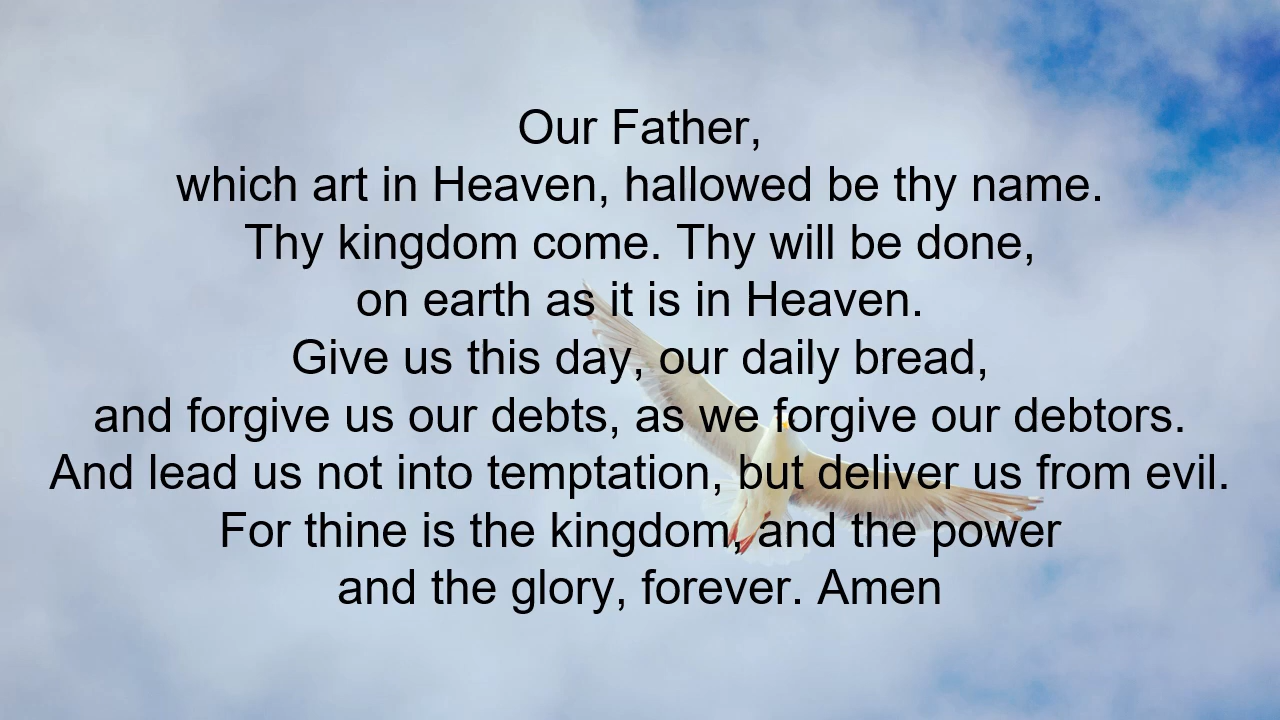 Our Father,
which art in Heaven, hallowed be thy name.
Thy kingdom come. Thy will be done,
on earth as it is in Heaven.
Give us this day, our daily bread,
and forgive us our debts, as we forgive our debtors.
And lead us not into temptation, but deliver us from evil.
For thine is the kingdom, and the power
and the glory, forever. Amen